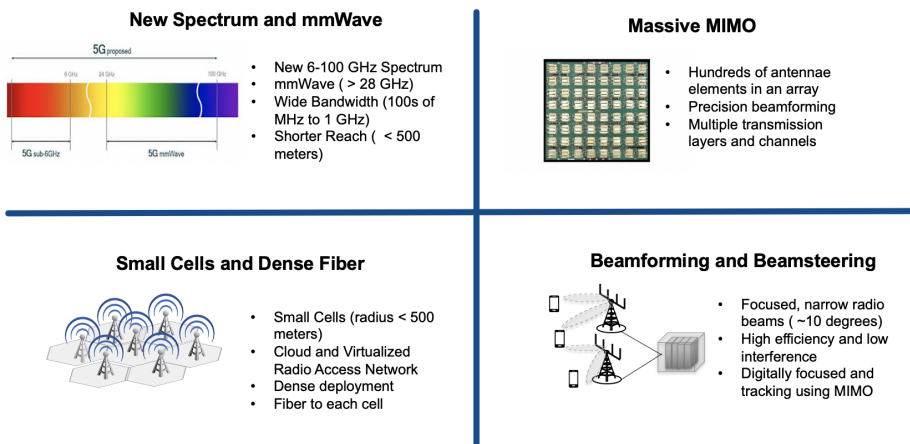 New Spectrum and mmWave
5G proposed
6 GHz
24 GHz
100 GHz
5G sub-6GHz
5G mmWave
• New 6-100 GHz Spectrum
• mmWave ( > 28 GHz)
• Wide Bandwidth (100s of
MHz to 1 GHz)
• Shorter Reach ( < 500
meters)
Massive MIMO
• Hundreds of antennae
elements in an array
• Precision beamforming
• Multiple transmission
layers and channels
Small Cells and Dense Fiber
• Small Cells (radius < 500
meters)
• Cloud and Virtualized
Radio Access Network
• Dense deployment
• Fiber to each cell
Beamforming and Beamsteering
• Focused, narrow radio
beams ( ~10 degrees)
• High efficiency and low
interference
• Digitally focused and
tracking using MIMO